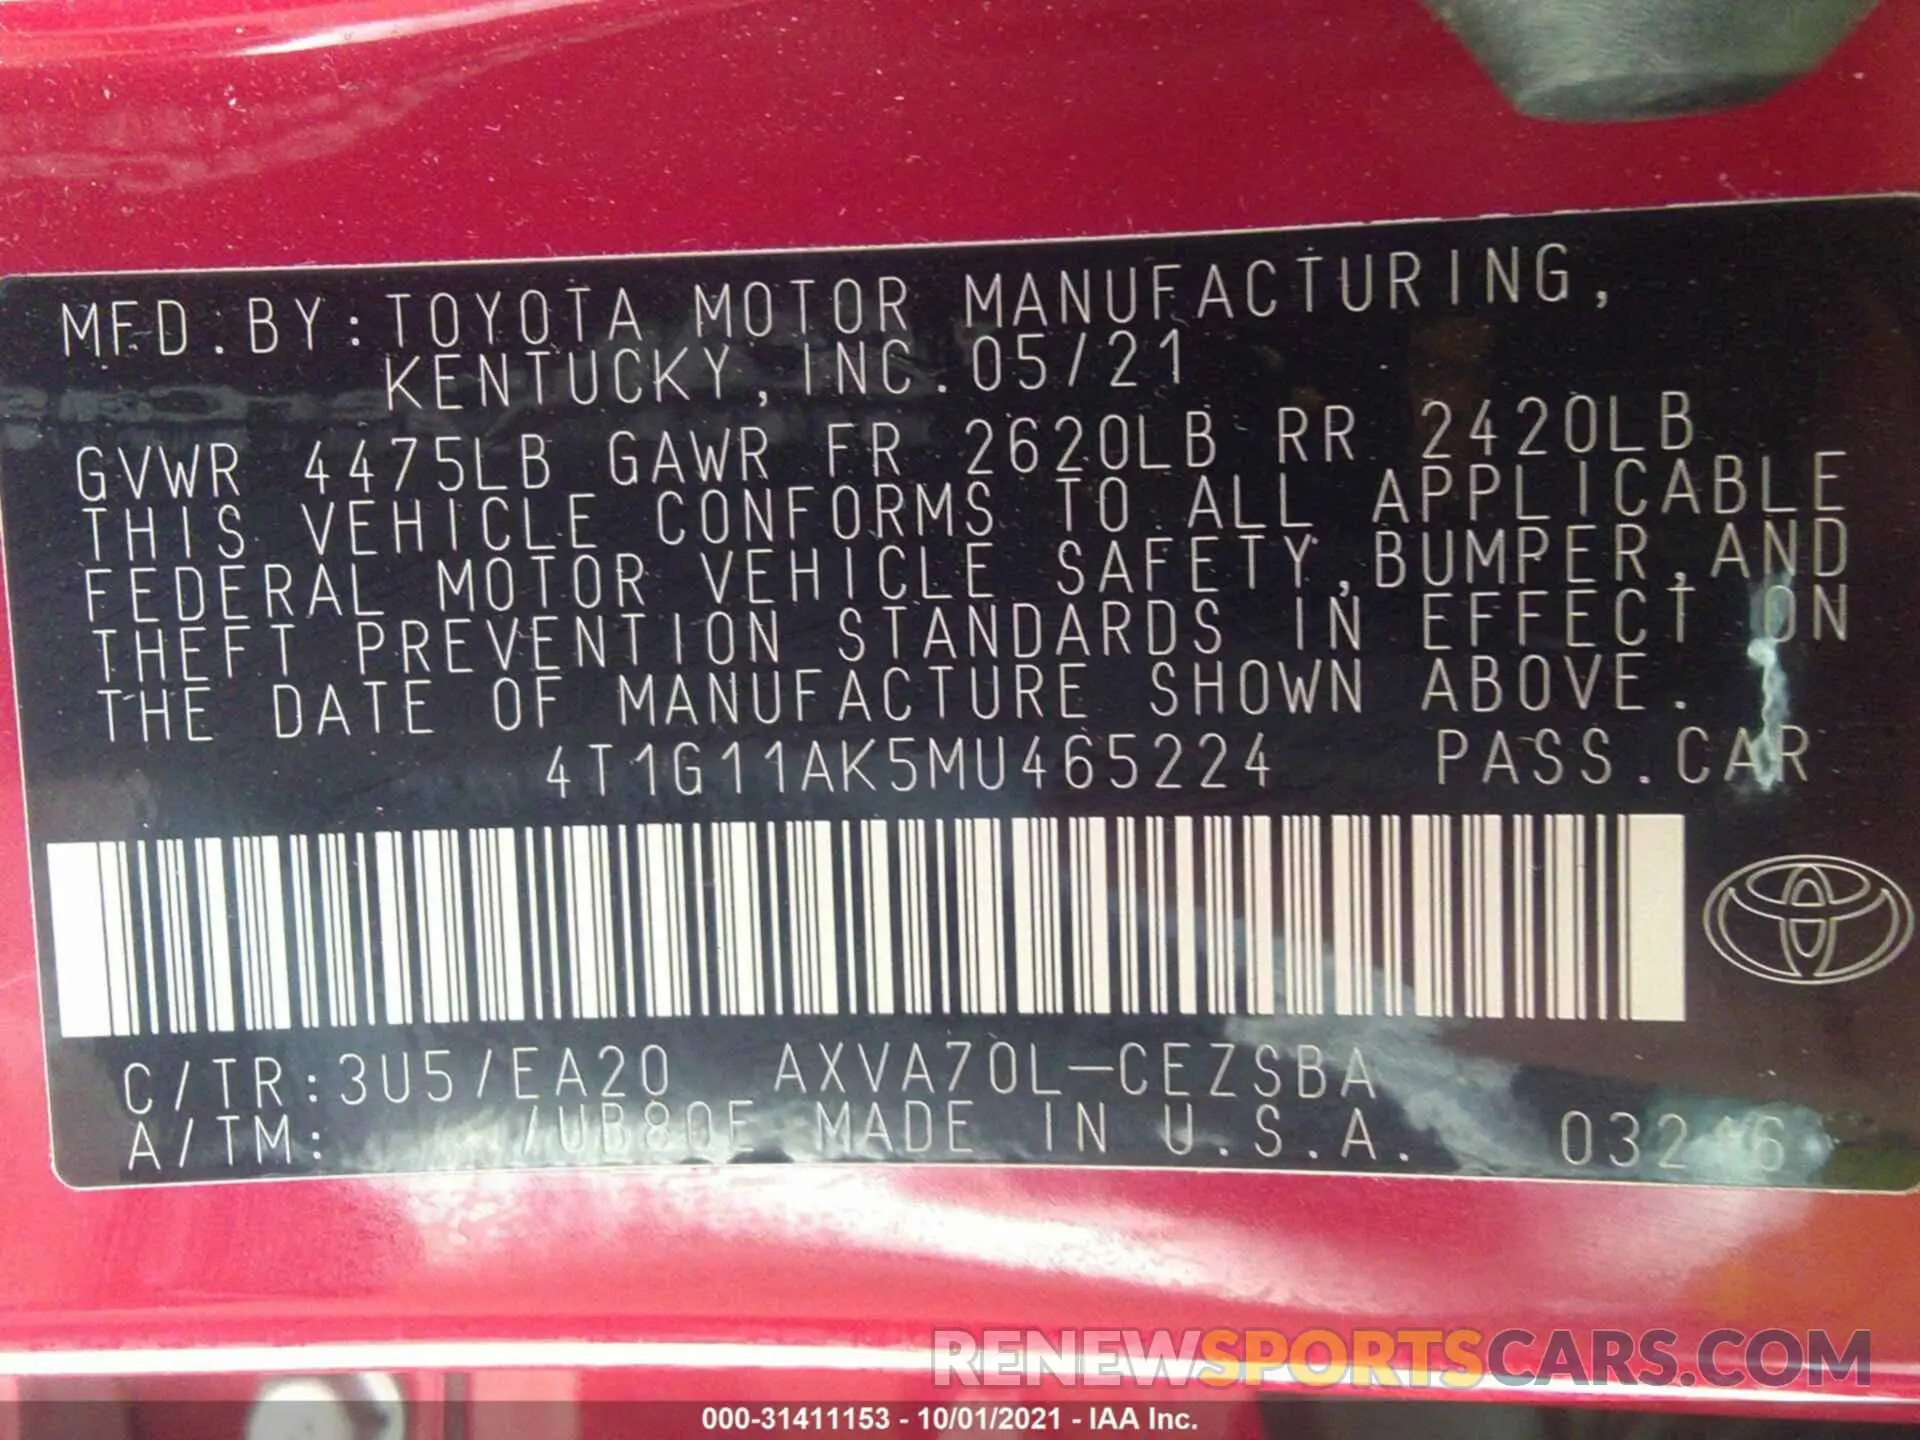 MFD. BY: TOYOTA MOTOR MANUFACTURING,
KENTUCKY, INC. 05/21
GVWR 4475LB GAWR FR 2620LB RR 2420LB
THIS VEHICLE CONFORMS TO ALL APPLICABLE
FEDERAL MOTOR VEHICLE SAFETY, BUMPER, AND
THEFT PREVENTION STANDARDS IN EFFECT ON
THE DATE OF MANUFACTURE SHOWN ABOVE.
4T1G11AK5MU465224 PASS. CAR
C/TR: 3U5/EA20 AXVA70L-CEZSBA
A/TM: /UB80E MADE IN U.S.A.
RENEWSPORTSCARS.COM
000-31411153 - 10/01/2021 - IAA Inc.